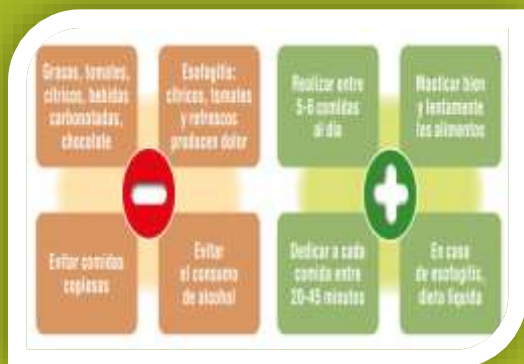 Grasas, tomates,
cítricos, bebidas
carbonatadas,
chocolate
Esofagitis:
cítricos, tomates
y refrescos
producen dolor
Evitar comidas
copiosas
Evitar
el consumo
de alcohol
Realizar entre
5-6 comidas
al día
Masticar bien
y lentamente
los alimentos
Dedicar a cada
comida entre
20-45 minutos
En caso
de esofagitis,
dieta líquida